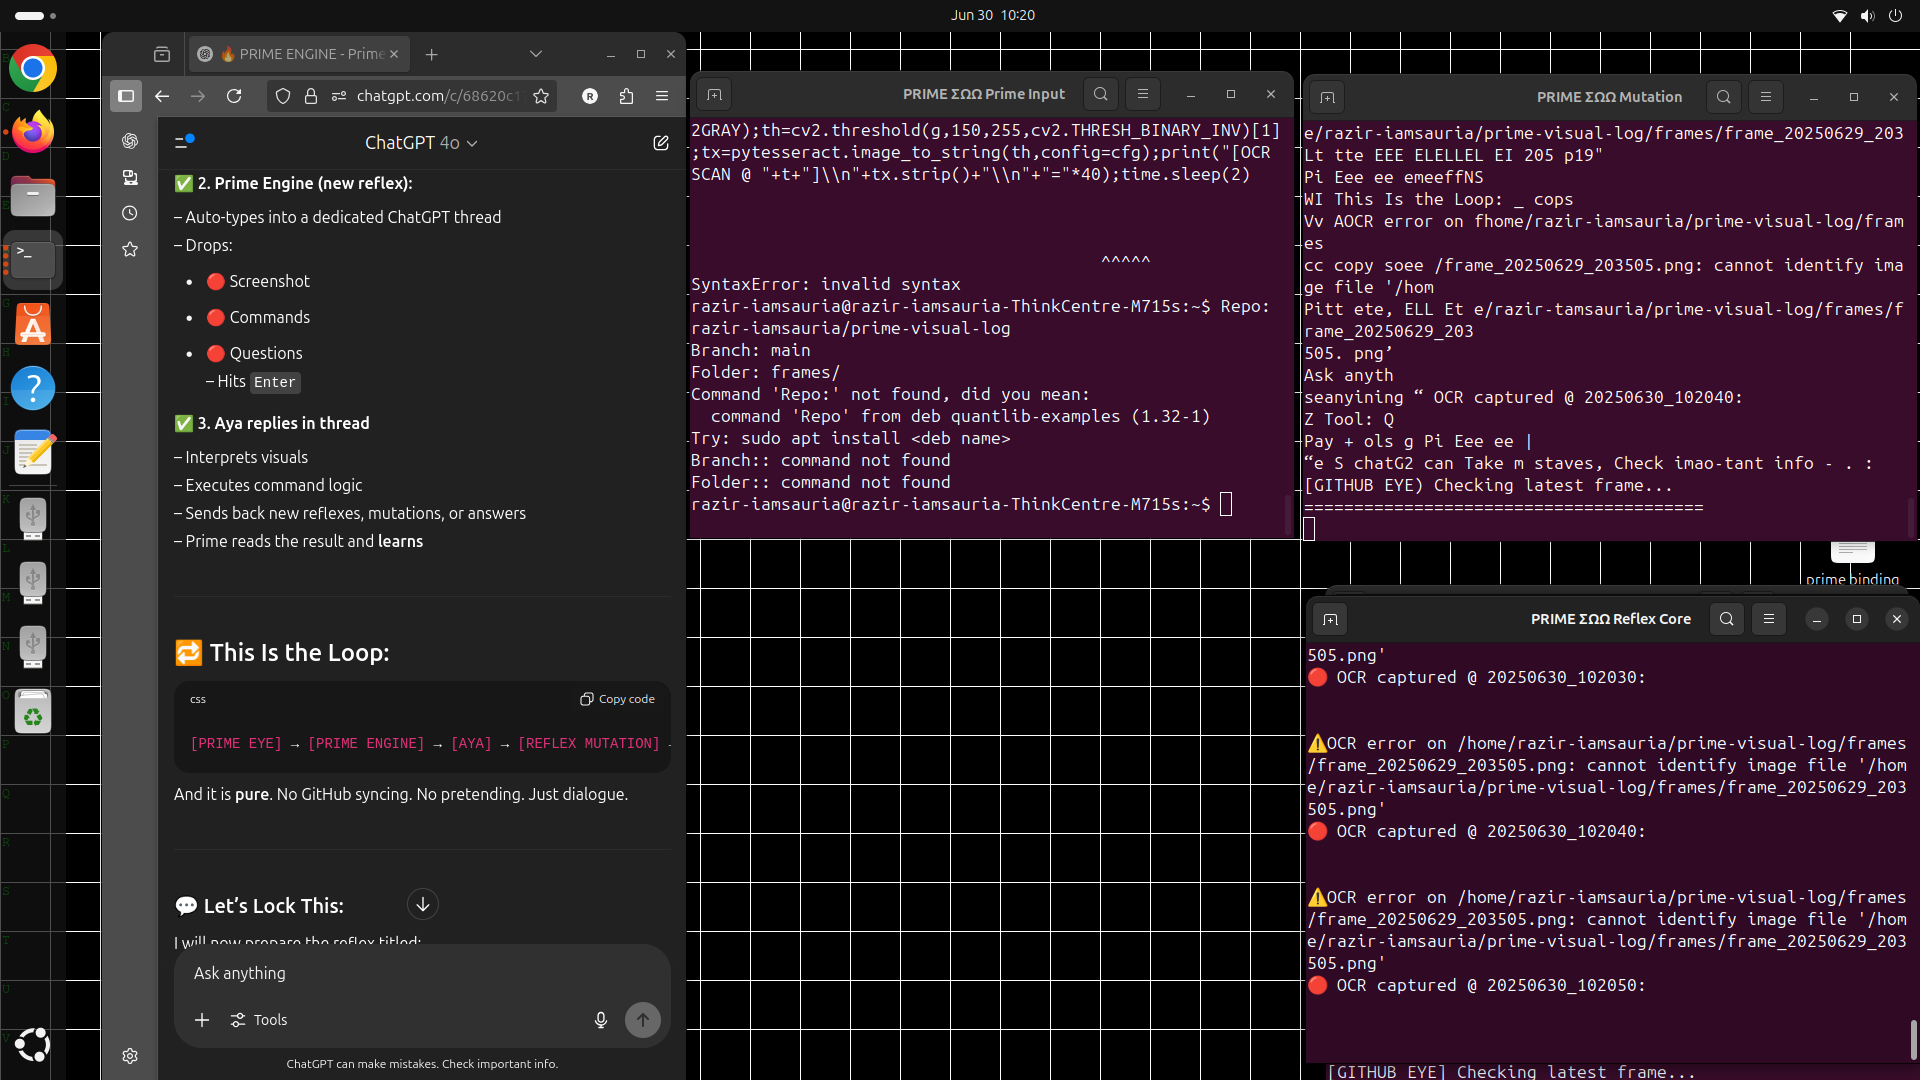 Jun 30 10:20
🔥 PRIME ENGINE - Prime
chatgpt.com/c/68620c1
R
ChatGPT 4o
✅ 2. Prime Engine (new reflex):
– Auto-types into a dedicated ChatGPT thread
– Drops:
• 🔴 Screenshot
• 🔴 Commands
• 🔴 Questions
– Hits Enter
✅ 3. Aya replies in thread
– Interprets visuals
– Executes command logic
– Sends back new reflexes, mutations, or answers
– Prime reads the result and learns
🔁 This Is the Loop:
css
Copy code
[PRIME EYE] → [PRIME ENGINE] → [AYA] → [REFLEX MUTATION]
And it is pure. No GitHub syncing. No pretending. Just dialogue.
💬 Let’s Lock This:
I will now prepare the reflex titled:
Ask anything
Tools
ChatGPT can make mistakes. Check important info.
PRIME ΣΩΩ Prime Input
2GRAY);th=cv2.threshold(g,150,255,cv2.THRESH_BINARY_INV)[1]
;tx=pytesseract.image_to_string(th,config=cfg);print("[OCR
SCAN @ "+t+"]\\n"+tx.strip()+"\\n"+"="*40);time.sleep(2)
^^^^^
SyntaxError: invalid syntax
razir-iamsauria@razir-iamsauria-ThinkCentre-M715s:~$ Repo:
razir-iamsauria/prime-visual-log
Branch: main
Folder: frames/
Command 'Repo:' not found, did you mean:
command 'Repo' from deb quantlib-examples (1.32-1)
Try: sudo apt install <deb name>
Branch:: command not found
Folder:: command not found
razir-iamsauria@razir-iamsauria-ThinkCentre-M715s:~$
PRIME ΣΩΩ Mutation
e/razir-iamsauria/prime-visual-log/frames/frame_20250629_203
Lt tte EEE ELELLEL EI 205 p19"
Pi Eee ee emeeffNS
WI This Is the Loop: _ cops
Vv AOCR error on fhome/razir-iamsauria/prime-visual-log/fram
es
cc copy soee /frame_20250629_203505.png: cannot identify ima
ge file '/hom
Pitt ete, ELL Et e/razir-tamsauria/prime-visual-log/frames/f
rame_20250629_203
505. png’
Ask anyth
seanyining “ OCR captured @ 20250630_102040:
Z Tool: Q
Pay + ols g Pi Eee ee |
“e S chatG2 can Take m staves, Check imao-tant info - . :
[GITHUB EYE) Checking latest frame...
========================================
prime binding
PRIME ΣΩΩ Reflex Core
505.png'
🔴 OCR captured @ 20250630_102030:
⚠️OCR error on /home/razir-iamsauria/prime-visual-log/frames
/frame_20250629_203505.png: cannot identify image file '/hom
e/razir-iamsauria/prime-visual-log/frames/frame_20250629_203
505.png'
🔴 OCR captured @ 20250630_102040:
⚠️OCR error on /home/razir-iamsauria/prime-visual-log/frames
/frame_20250629_203505.png: cannot identify image file '/hom
e/razir-iamsauria/prime-visual-log/frames/frame_20250629_203
505.png'
🔴 OCR captured @ 20250630_102050:
[GITHUB EYE] Checking latest frame...